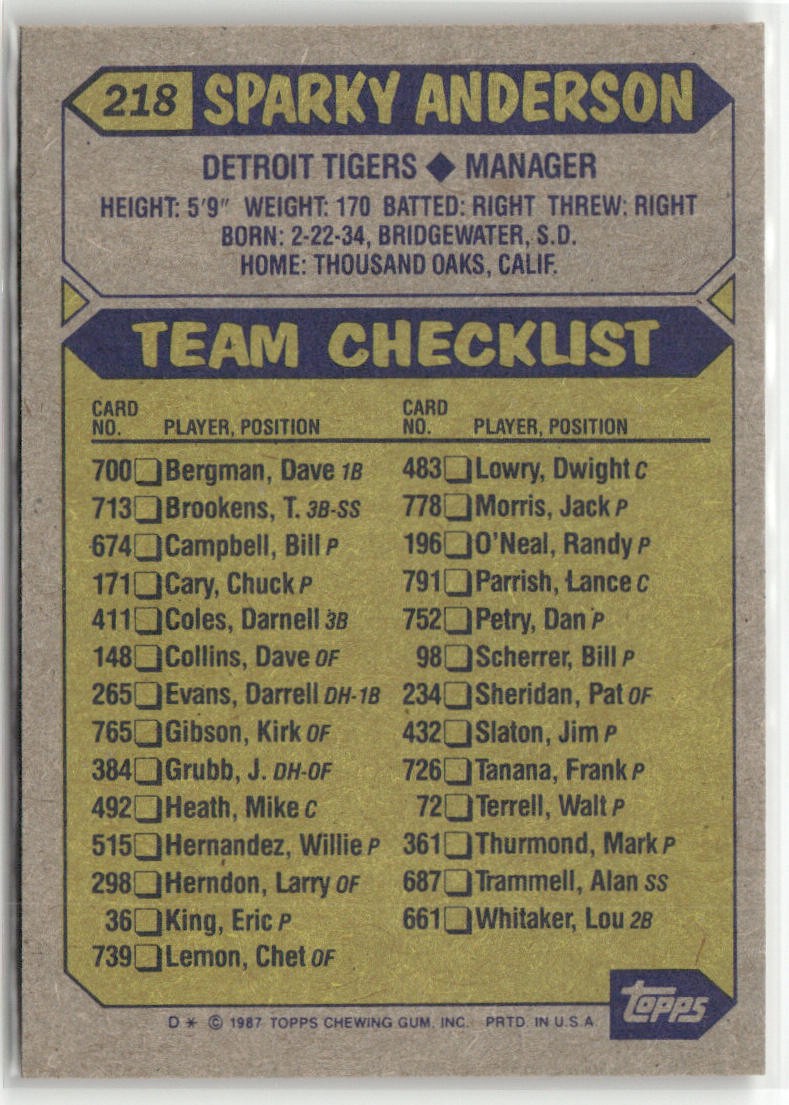 218 SPARKY ANDERSON
DETROIT TIGERS ◆ MANAGER
HEIGHT: 5'9" WEIGHT: 170 BATTED: RIGHT THREW: RIGHT
BORN: 2-22-34, BRIDGEWATER, S.D.
HOME: THOUSAND OAKS, CALIF.
TEAM CHECKLIST
CARD
NO. PLAYER, POSITION
700 Bergman, Dave 1B
713 Brookens, T. 3B-SS
674 Campbell, Bill P
171 Cary, Chuck P
411 Coles, Darnell 3B
148 Collins, Dave OF
265 Evans, Darrell DH-1B
765 Gibson, Kirk OF
384 Grubb, J. DH-OF
492 Heath, Mike C
515 Hernandez, Willie P
298 Herndon, Larry OF
36 King, Eric P
739 Lemon, Chet OF
CARD
NO. PLAYER, POSITION
483 Lowry, Dwight C
778 Morris, Jack P
196 O'Neal, Randy P
791 Parrish, Lance C
752 Petry, Dan P
98 Scherrer, Bill P
234 Sheridan, Pat OF
432 Slaton, Jim P
726 Tanana, Frank P
72 Terrell, Walt P
361 Thurmond, Mark P
687 Trammell, Alan SS
661 Whitaker, Lou 2B
topps
D * © 1987 TOPPS CHEWING GUM, INC. PRTD. IN U.S.A.